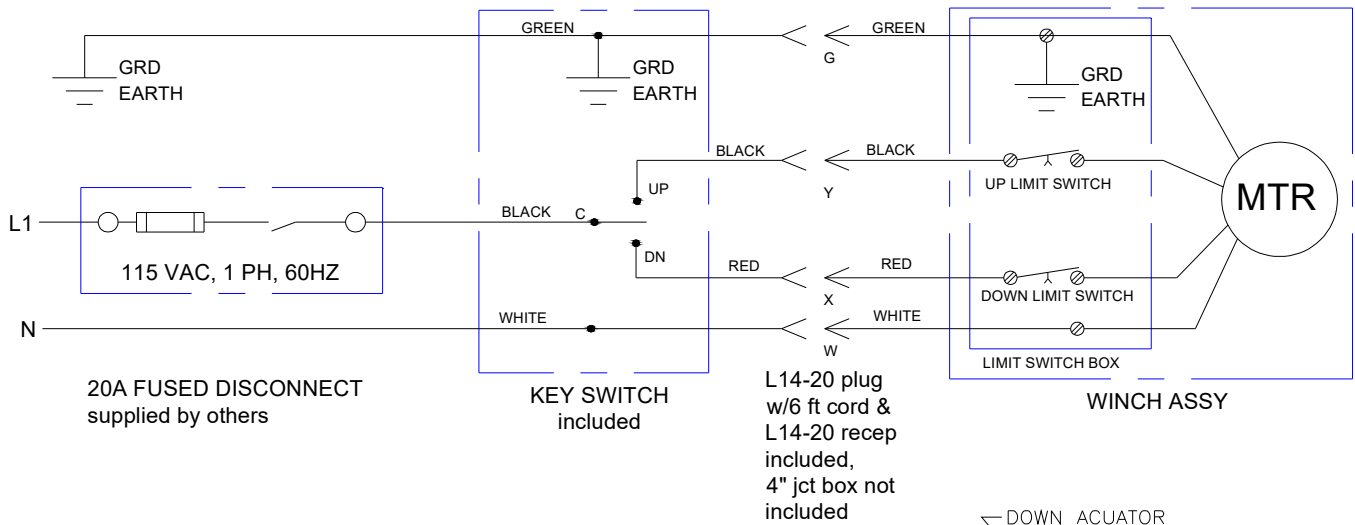 GREEN
GREEN
G
GRD
EARTH
GRD
EARTH
GRD
EARTH
BLACK
BLACK
Y
UP
UP LIMIT SWITCH
MTR
L1
BLACK
C
115 VAC, 1 PH, 60HZ
DN
RED
RED
X
DOWN LIMIT SWITCH
N
WHITE
WHITE
W
LIMIT SWITCH BOX
20A FUSED DISCONNECT
supplied by others
KEY SWITCH
included
L14-20 plug
w/6 ft cord &
L14-20 recep
included,
4" jct box not
included
WINCH ASSY
DOWN ACUATOR